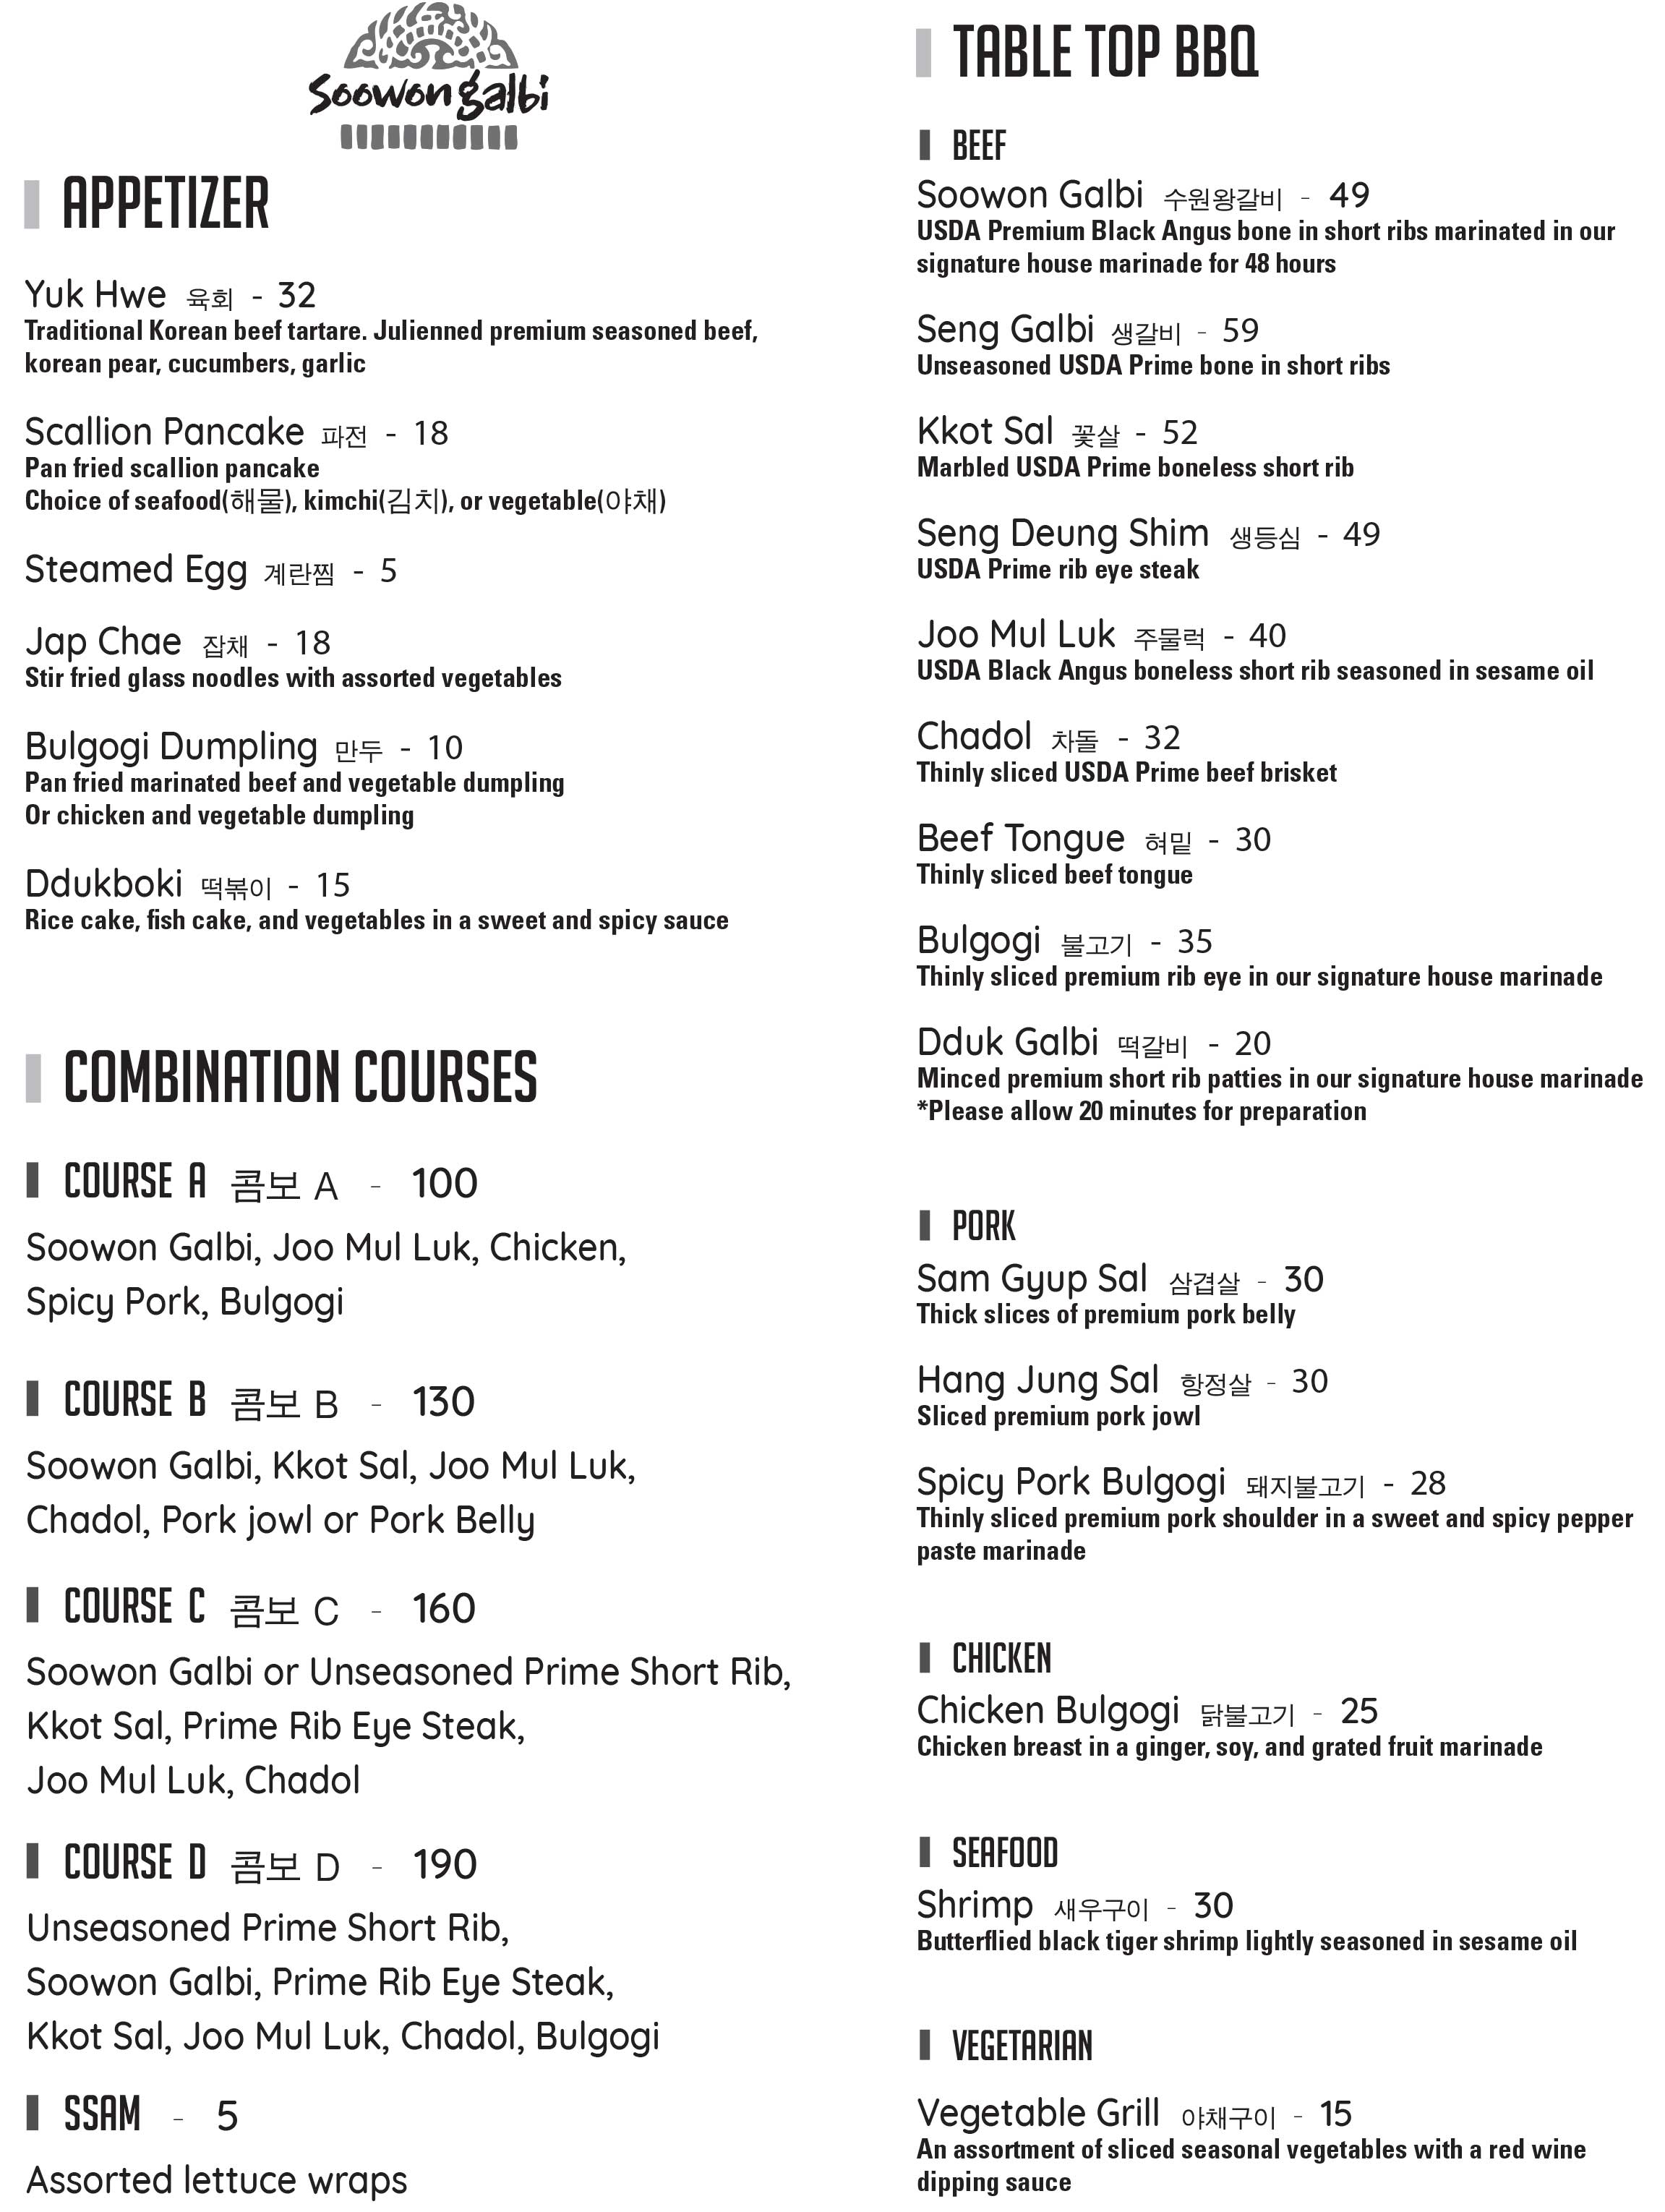 Soowon galbi
APPETIZER
Yuk Hwe 육회 - 32
Traditional Korean beef tartare. Julienned premium seasoned beef,
korean pear, cucumbers, garlic
Scallion Pancake 파전 - 18
Pan fried scallion pancake
Choice of seafood(해물), kimchi(김치), or vegetable(야채)
Steamed Egg 계란찜 - 5
Jap Chae 잡채 - 18
Stir fried glass noodles with assorted vegetables
Bulgogi Dumpling 만두 - 10
Pan fried marinated beef and vegetable dumpling
Or chicken and vegetable dumpling
Ddukboki 떡볶이 - 15
Rice cake, fish cake, and vegetables in a sweet and spicy sauce
COMBINATION COURSES
COURSE A 콤보 A - 100
Soowon Galbi, Joo Mul Luk, Chicken,
Spicy Pork, Bulgogi
COURSE B 콤보 B - 130
Soowon Galbi, Kkot Sal, Joo Mul Luk,
Chadol, Pork jowl or Pork Belly
COURSE C 콤보 C - 160
Soowon Galbi or Unseasoned Prime Short Rib,
Kkot Sal, Prime Rib Eye Steak,
Joo Mul Luk, Chadol
COURSE D 콤보 D - 190
Unseasoned Prime Short Rib,
Soowon Galbi, Prime Rib Eye Steak,
Kkot Sal, Joo Mul Luk, Chadol, Bulgogi
SSAM - 5
Assorted lettuce wraps
TABLE TOP BBQ
BEEF
Soowon Galbi 수원왕갈비 - 49
USDA Premium Black Angus bone in short ribs marinated in our
signature house marinade for 48 hours
Seng Galbi 생갈비 - 59
Unseasoned USDA Prime bone in short ribs
Kkot Sal 꽃살 - 52
Marbled USDA Prime boneless short rib
Seng Deung Shim 생등심 - 49
USDA Prime rib eye steak
Joo Mul Luk 주물럭 - 40
USDA Black Angus boneless short rib seasoned in sesame oil
Chadol 차돌 - 32
Thinly sliced USDA Prime beef brisket
Beef Tongue 혀밑 - 30
Thinly sliced beef tongue
Bulgogi 불고기 - 35
Thinly sliced premium rib eye in our signature house marinade
Dduk Galbi 떡갈비 - 20
Minced premium short rib patties in our signature house marinade
*Please allow 20 minutes for preparation
PORK
Sam Gyup Sal 삼겹살 - 30
Thick slices of premium pork belly
Hang Jung Sal 항정살 - 30
Sliced premium pork jowl
Spicy Pork Bulgogi 돼지불고기 - 28
Thinly sliced premium pork shoulder in a sweet and spicy pepper
paste marinade
CHICKEN
Chicken Bulgogi 닭불고기 - 25
Chicken breast in a ginger, soy, and grated fruit marinade
SEAFOOD
Shrimp 새우구이 - 30
Butterflied black tiger shrimp lightly seasoned in sesame oil
VEGETARIAN
Vegetable Grill 야채구이 - 15
An assortment of sliced seasonal vegetables with a red wine
dipping sauce